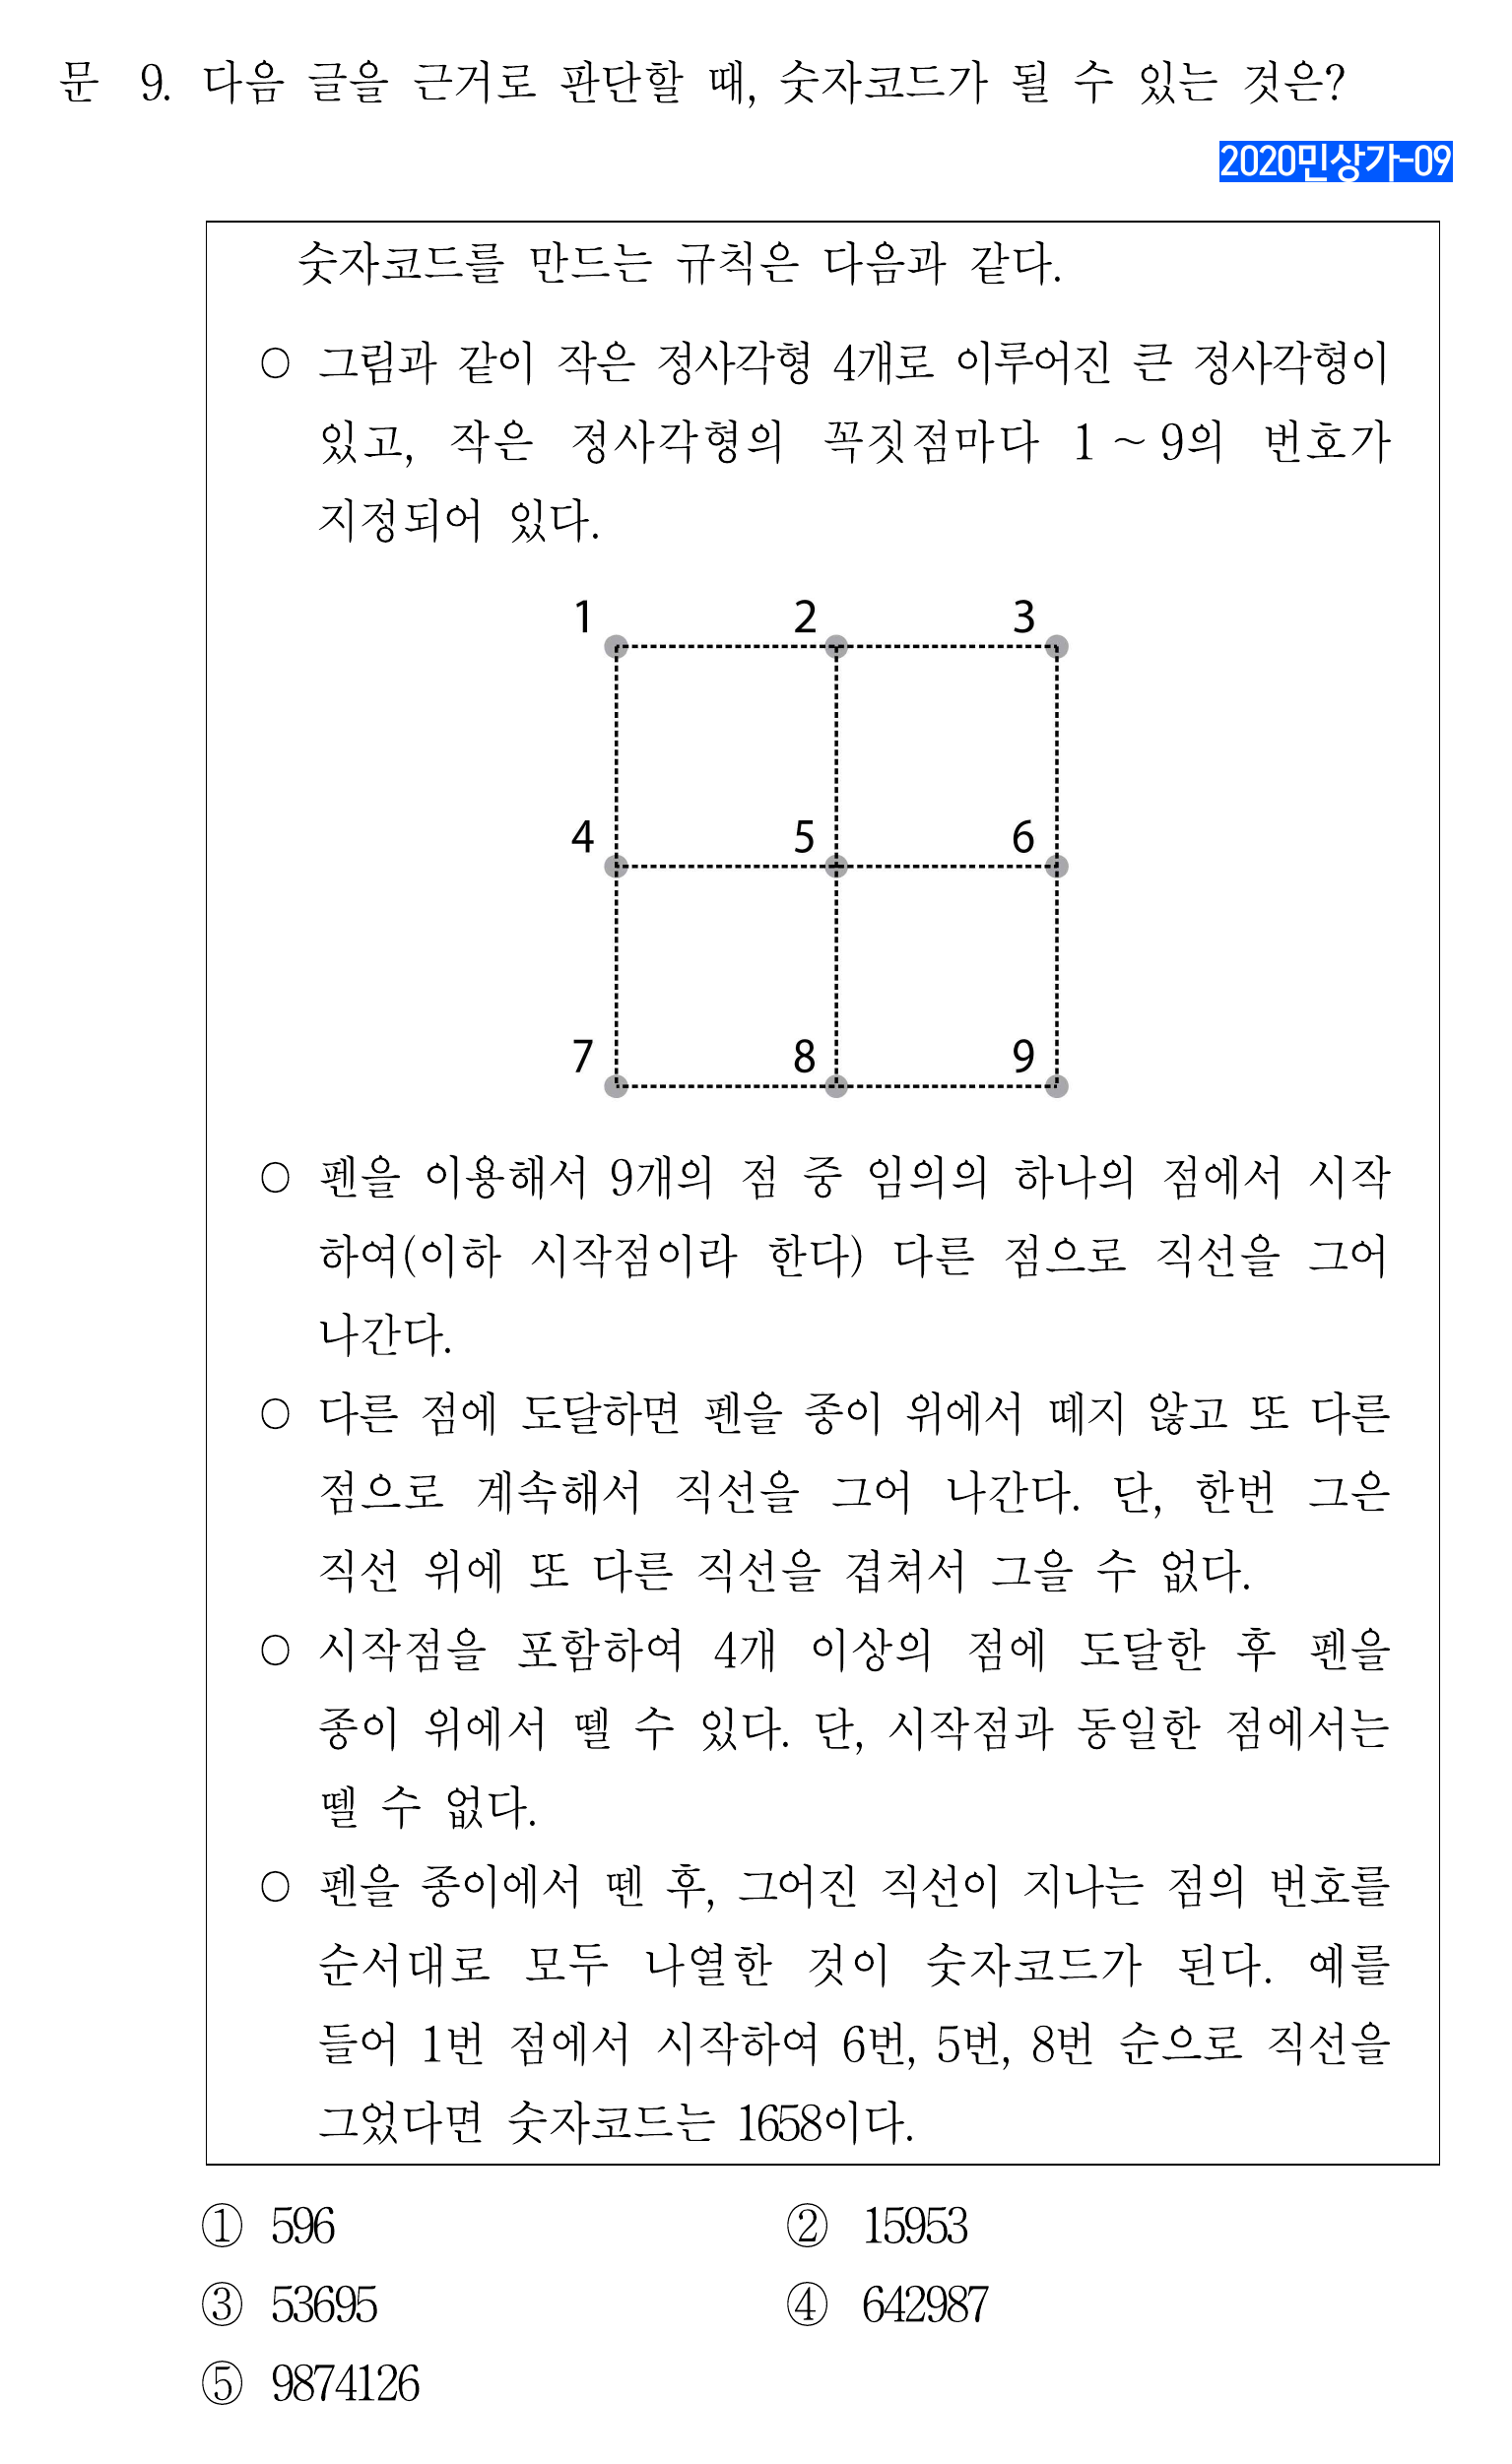 문 9. 다음 글을 근거로 판단할 때, 숫자코드가 될 수 있는 것은?
2020민상가-09
숫자코드를 만드는 규칙은 다음과 같다.
○ 그림과 같이 작은 정사각형 4개로 이루어진 큰 정사각형이
있고, 작은 정사각형의 꼭짓점마다 1 ~ 9의 번호가
지정되어 있다.
1 2 3
4 5 6
7 8 9
○ 펜을 이용해서 9개의 점 중 임의의 하나의 점에서 시작
하여(이하 시작점이라 한다) 다른 점으로 직선을 그어
나간다.
○ 다른 점에 도달하면 펜을 종이 위에서 떼지 않고 또 다른
점으로 계속해서 직선을 그어 나간다. 단, 한번 그은
직선 위에 또 다른 직선을 겹쳐서 그을 수 없다.
○ 시작점을 포함하여 4개 이상의 점에 도달한 후 펜을
종이 위에서 뗄 수 있다. 단, 시작점과 동일한 점에서는
뗄 수 없다.
○ 펜을 종이에서 뗀 후, 그어진 직선이 지나는 점의 번호를
순서대로 모두 나열한 것이 숫자코드가 된다. 예를
들어 1번 점에서 시작하여 6번, 5번, 8번 순으로 직선을
그었다면 숫자코드는 1658이다.
① 596 ② 15953
③ 53695 ④ 642987
⑤ 9874126